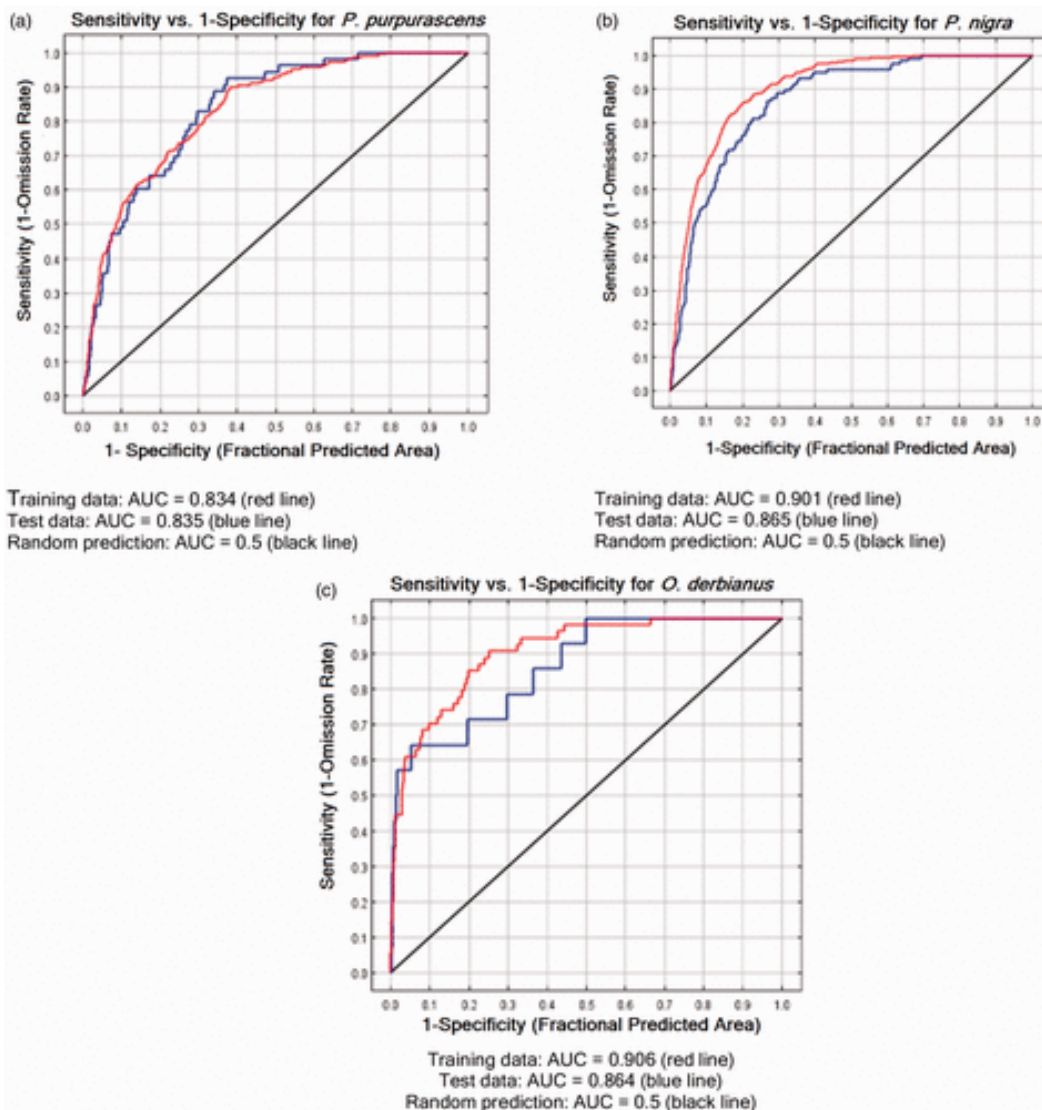 (a)
Sensitivity vs. 1-Specificity for P. purpurascens
Sensitivity (1-Omission Rate)
1.0
0.9
0.8
0.7
0.6
0.5
0.4
0.3
0.2
0.1
0.0
0.0 0.1 0.2 0.3 0.4 0.5 0.6 0.7 0.8 0.9 1.0
1- Specificity (Fractional Predicted Area)
Training data: AUC = 0.834 (red line)
Test data: AUC = 0.835 (blue line)
Random prediction: AUC = 0.5 (black line)
(b)
Sensitivity vs. 1-Specificity for P. nigra
Sensitivity (1-Omission Rate)
1.0
0.9
0.8
0.7
0.6
0.5
0.4
0.3
0.2
0.1
0.0
0.0 0.1 0.2 0.3 0.4 0.5 0.6 0.7 0.8 0.9 1.0
1-Specificity (Fractional Predicted Area)
Training data: AUC = 0.901 (red line)
Test data: AUC = 0.865 (blue line)
Random prediction: AUC = 0.5 (black line)
(c)
Sensitivity vs. 1-Specificity for O. derbianus
Sensitivity (1-Omission Rate)
1.0
0.9
0.8
0.7
0.6
0.5
0.4
0.3
0.2
0.1
0.0
0.0 0.1 0.2 0.3 0.4 0.5 0.6 0.7 0.8 0.9 1.0
1-Specificity (Fractional Predicted Area)
Training data: AUC = 0.906 (red line)
Test data: AUC = 0.864 (blue line)
Random prediction: AUC = 0.5 (black line)